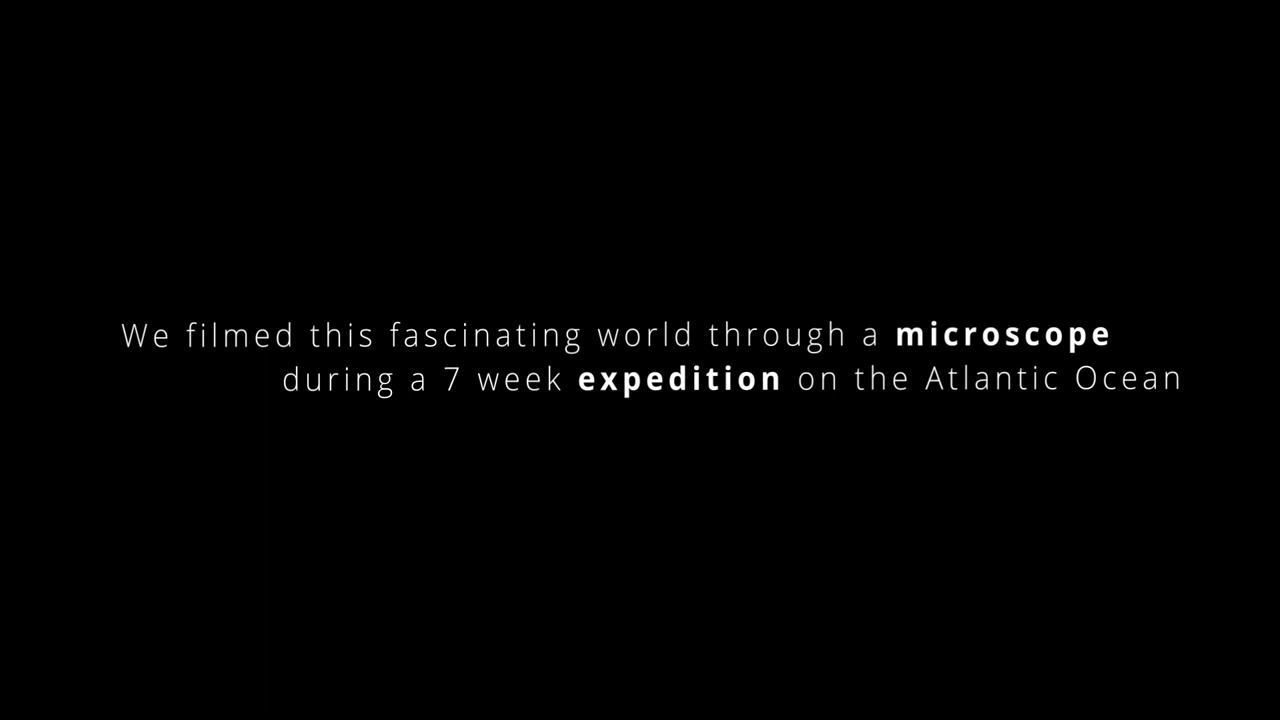 We filmed this fascinating world through a microscope
during a 7 week expedition on the Atlantic Ocean